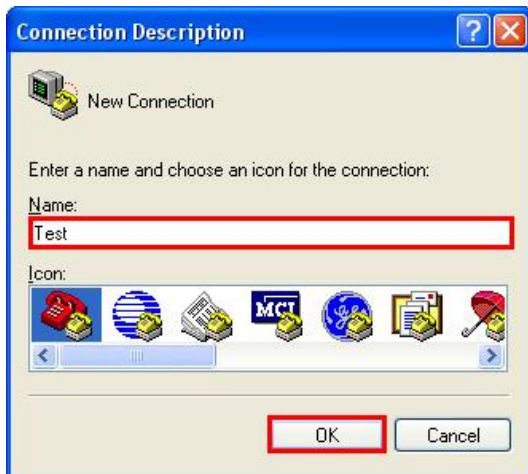 Connection Description
New Connection
Enter a name and choose an icon for the connection:
Name:
Test
Icon:
MCI
OK Cancel